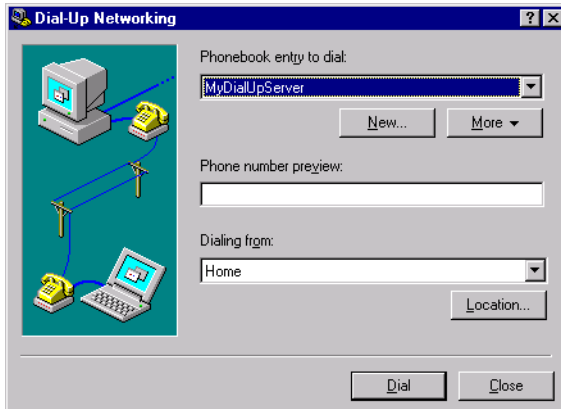 Dial-Up Networking
Phonebook entry to dial:
MyDialUpServer
New...
More
Phone number preview:
Dialing from:
Home
Location...
Dial
Close